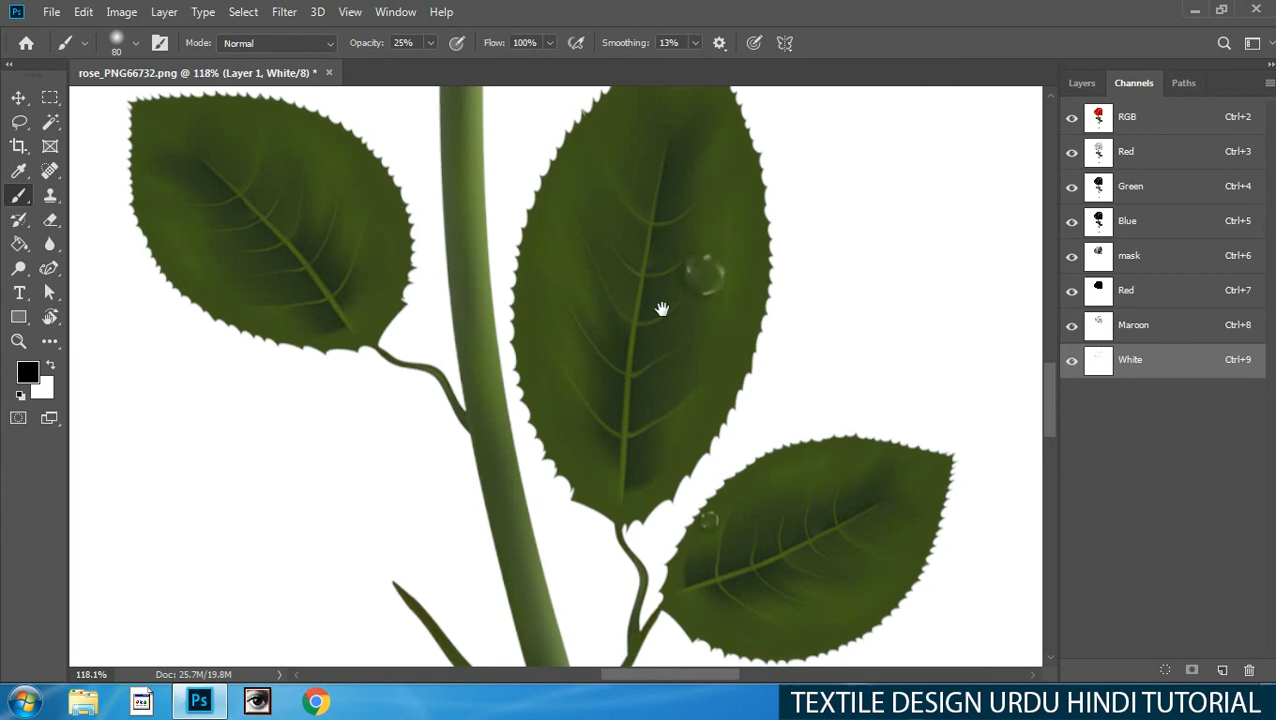 Ps File Edit Image Layer Type Select Filter 3D View Window Help
80 Mode: Normal Opacity: 25% Flow: 100% Smoothing: 13%
rose_PNG66732.png @ 118% (Layer 1, White/8) * ×
Layers Channels Paths
RGB Ctrl+2
Red Ctrl+3
Green Ctrl+4
Blue Ctrl+5
mask Ctrl+6
Red Ctrl+7
Maroon Ctrl+8
White Ctrl+9
118.1% Doc: 25.7M/19.8M
Ps
TEXTILE DESIGN URDU HINDI TUTORIAL